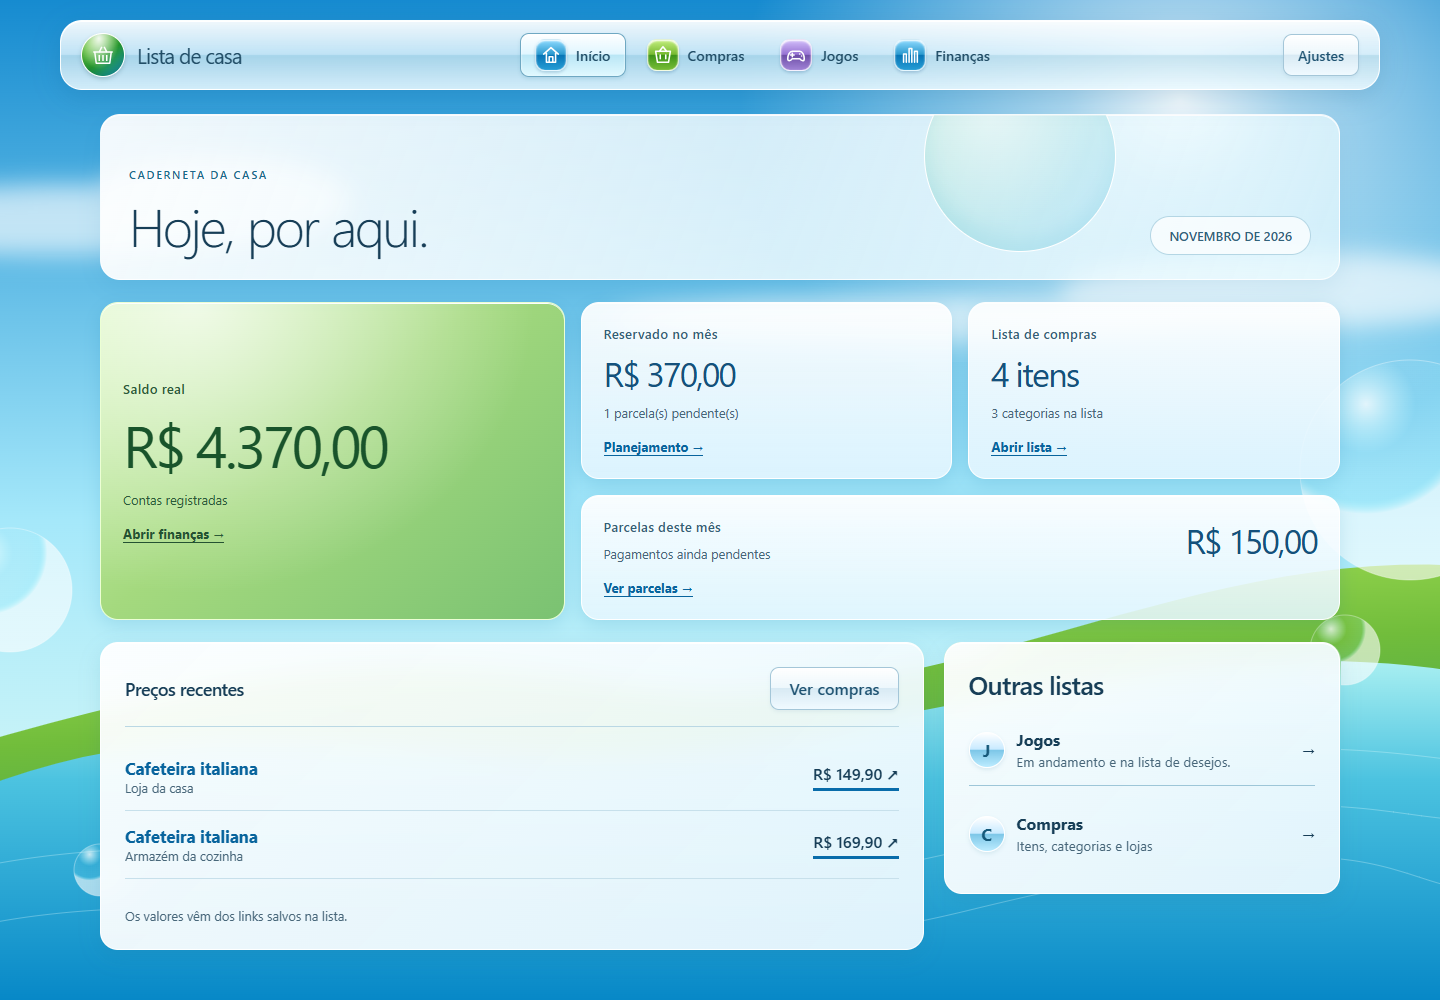 Lista de casa
Início
Compras
Jogos
Finanças
Ajustes
CADERNETA DA CASA
Hoje, por aqui.
NOVEMBRO DE 2026
Saldo real
R$ 4.370,00
Contas registradas
Abrir finanças →
Reservado no mês
R$ 370,00
1 parcela(s) pendente(s)
Planejamento →
Lista de compras
4 itens
3 categorias na lista
Abrir lista →
Parcelas deste mês
Pagamentos ainda pendentes
Ver parcelas →
R$ 150,00
Preços recentes
Ver compras
Cafeteira italiana
Loja da casa
R$ 149,90 ↗
Cafeteira italiana
Armazém da cozinha
R$ 169,90 ↗
Os valores vêm dos links salvos na lista.
Outras listas
J
Jogos
Em andamento e na lista de desejos.
→
C
Compras
Itens, categorias e lojas
→